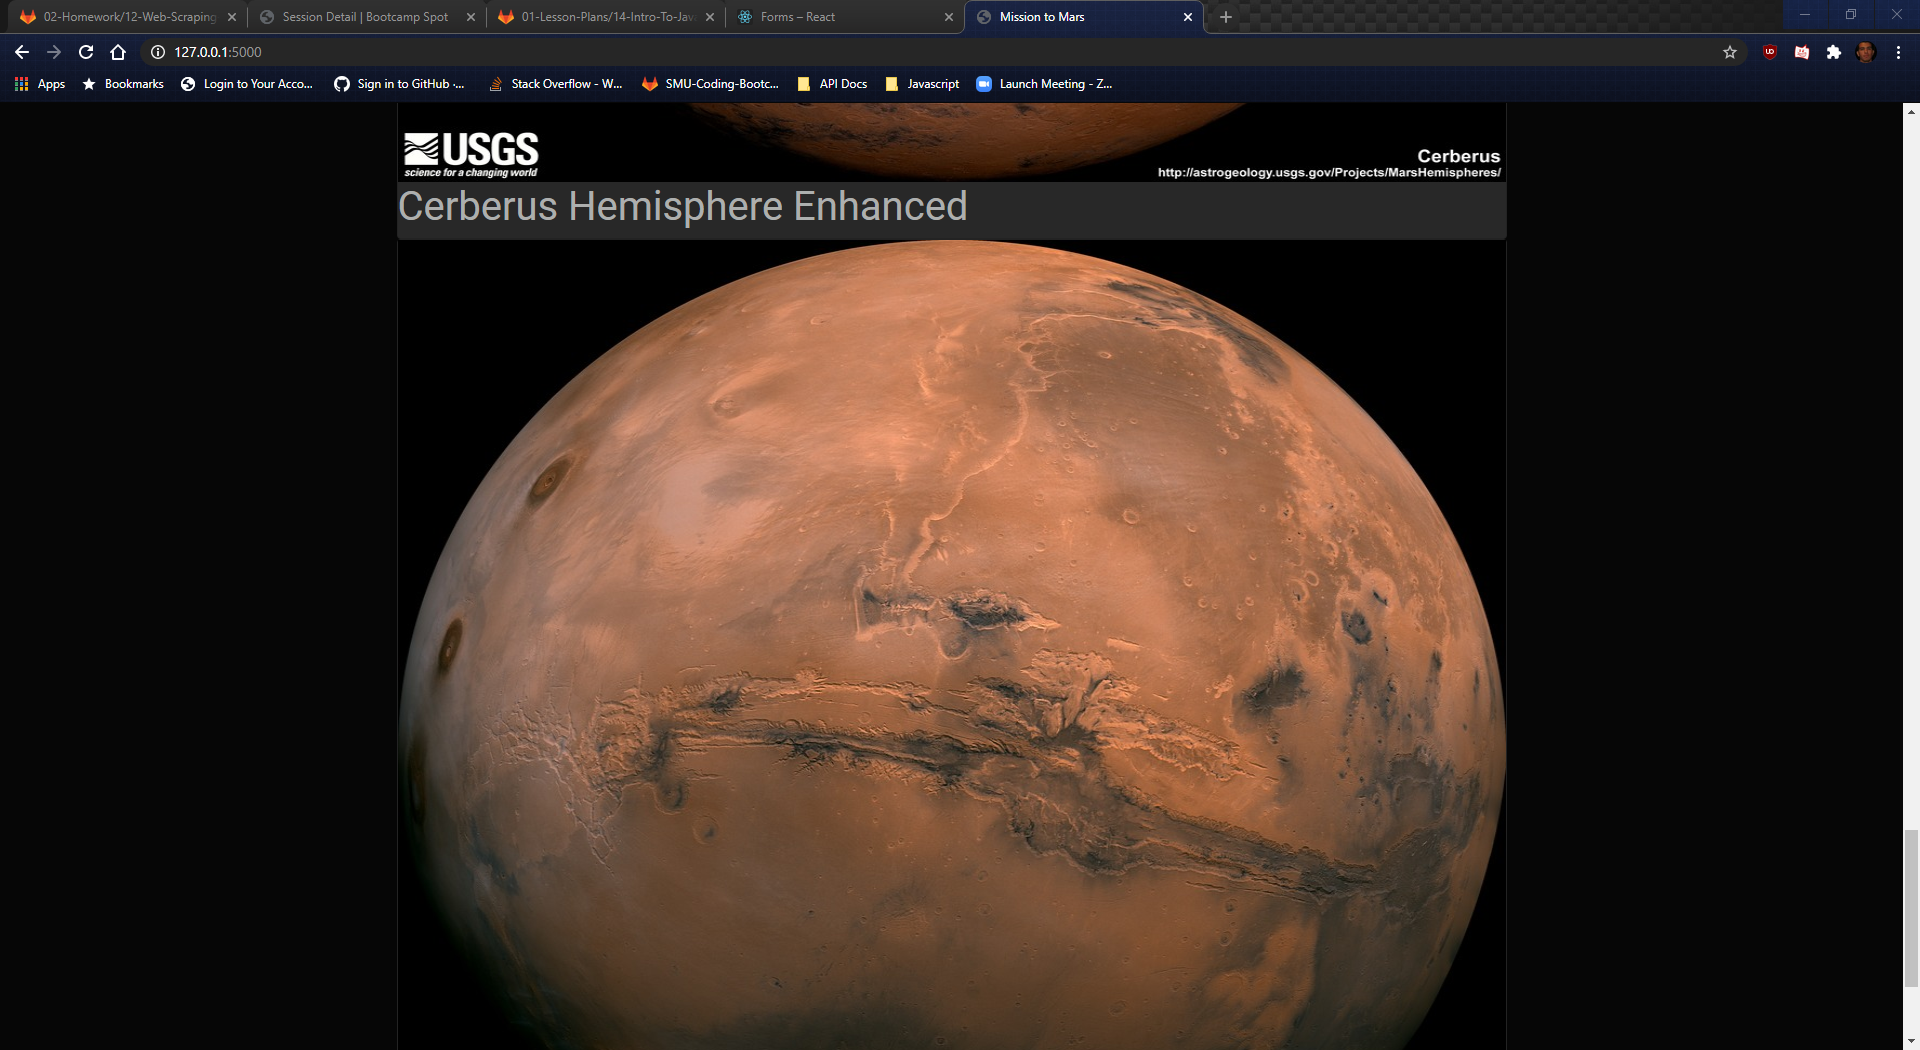 02-Homework/12-Web-Scraping
Session Detail | Bootcamp Spot
01-Lesson-Plans/14-Intro-To-Jav
Forms – React
Mission to Mars
127.0.0.1:5000
Apps
Bookmarks
Login to Your Acco...
Sign in to GitHub ·...
Stack Overflow - W...
SMU-Coding-Bootc...
API Docs
Javascript
Launch Meeting - Z...
USGS
science for a changing world
Cerberus
http://astrogeology.usgs.gov/Projects/MarsHemispheres/
Cerberus Hemisphere Enhanced